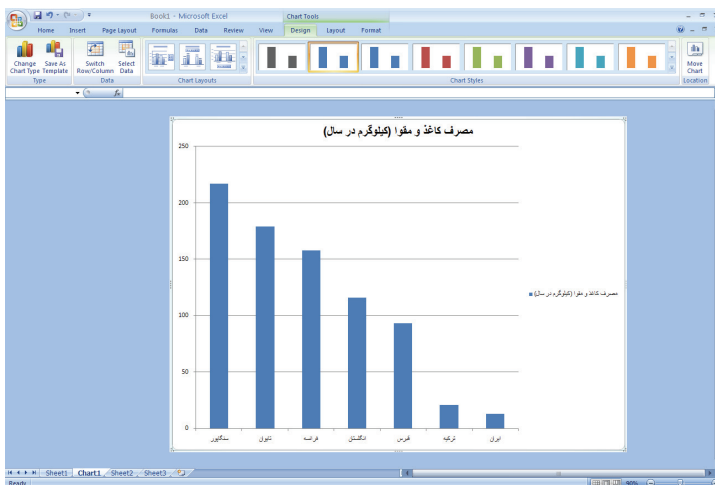 Book1 - Microsoft Excel
Chart Tools
Home Insert Page Layout Formulas Data Review View Design Layout Format
Change Chart Type
Save As Template
Switch Row/Column
Select Data
Move Chart
Type Data Chart Layouts Chart Styles Location
fx
مصرف کاغذ و مقوا (کیلوگرم در سال)
250
200
150
100
50
0
مصرف کاغذ و مقوا (کیلوگرم در سال)
سنگاپور تایوان فرانسه انگلستان قبرس ترکیه ایران
Sheet1 Chart1 Sheet2 Sheet3
Ready
90%